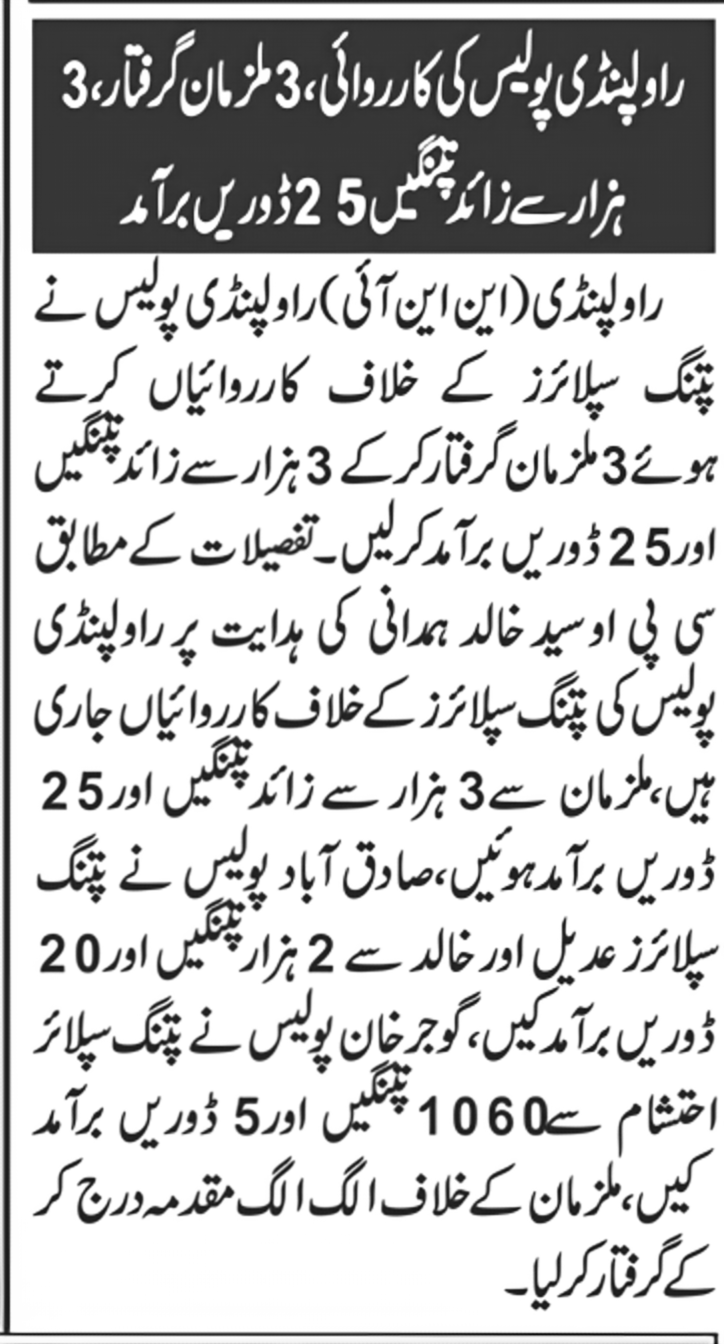 راولپنڈی پولیس کی کارروائی، 3 ملزمان گرفتار، 3
ہزار سے زائد پتنگیں 25 ڈوریں برآمد
راولپنڈی (این این آئی) راولپنڈی پولیس نے
پتنگ سپلائرز کے خلاف کارروائیاں کرتے
ہوئے 3 ملزمان گرفتار کر کے 3 ہزار سے زائد پتنگیں
اور 25 ڈوریں برآمد کر لیں۔ تفصیلات کے مطابق
سی پی او سید خالد ہمدانی کی ہدایت پر راولپنڈی
پولیس کی پتنگ سپلائرز کے خلاف کارروائیاں جاری
ہیں، ملزمان سے 3 ہزار سے زائد پتنگیں اور 25
ڈوریں برآمد ہوئیں، صادق آباد پولیس نے پتنگ
سپلائرز عدیل اور خالد سے 2 ہزار پتنگیں اور 20
ڈوریں برآمد کیں، گوجر خان پولیس نے پتنگ سپلائر
احتشام سے 1060 پتنگیں اور 5 ڈوریں برآمد
کیں، ملزمان کے خلاف الگ الگ مقدمہ درج کر
کے گرفتار کر لیا۔